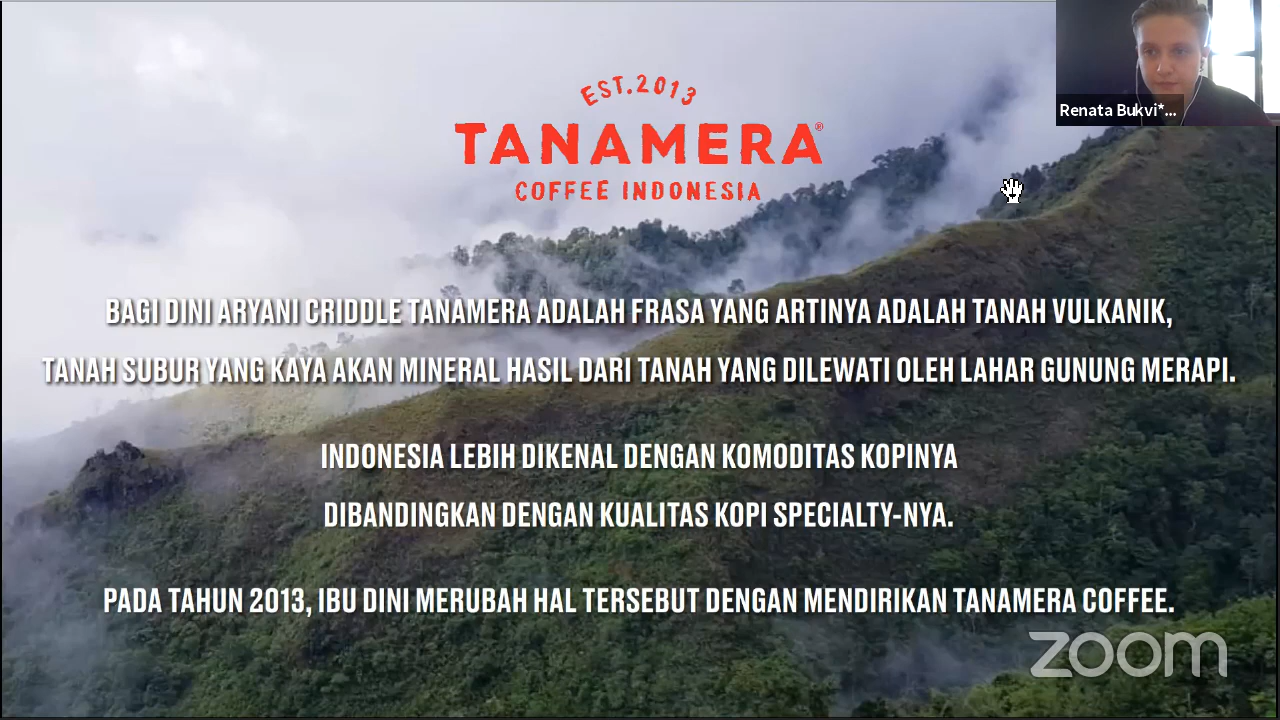 EST.2013
TANAMERA®
COFFEE INDONESIA
Renata Bukvi*...
BAGI DINI ARYANI CRIDDLE TANAMERA ADALAH FRASA YANG ARTINYA ADALAH TANAH VULKANIK,
TANAH SUBUR YANG KAYA AKAN MINERAL HASIL DARI TANAH YANG DILEWATI OLEH LAHAR GUNUNG MERAPI.
INDONESIA LEBIH DIKENAL DENGAN KOMODITAS KOPINYA
DIBANDINGKAN DENGAN KUALITAS KOPI SPECIALTY-NYA.
PADA TAHUN 2013, IBU DINI MERUBAH HAL TERSEBUT DENGAN MENDIRIKAN TANAMERA COFFEE.
zoom